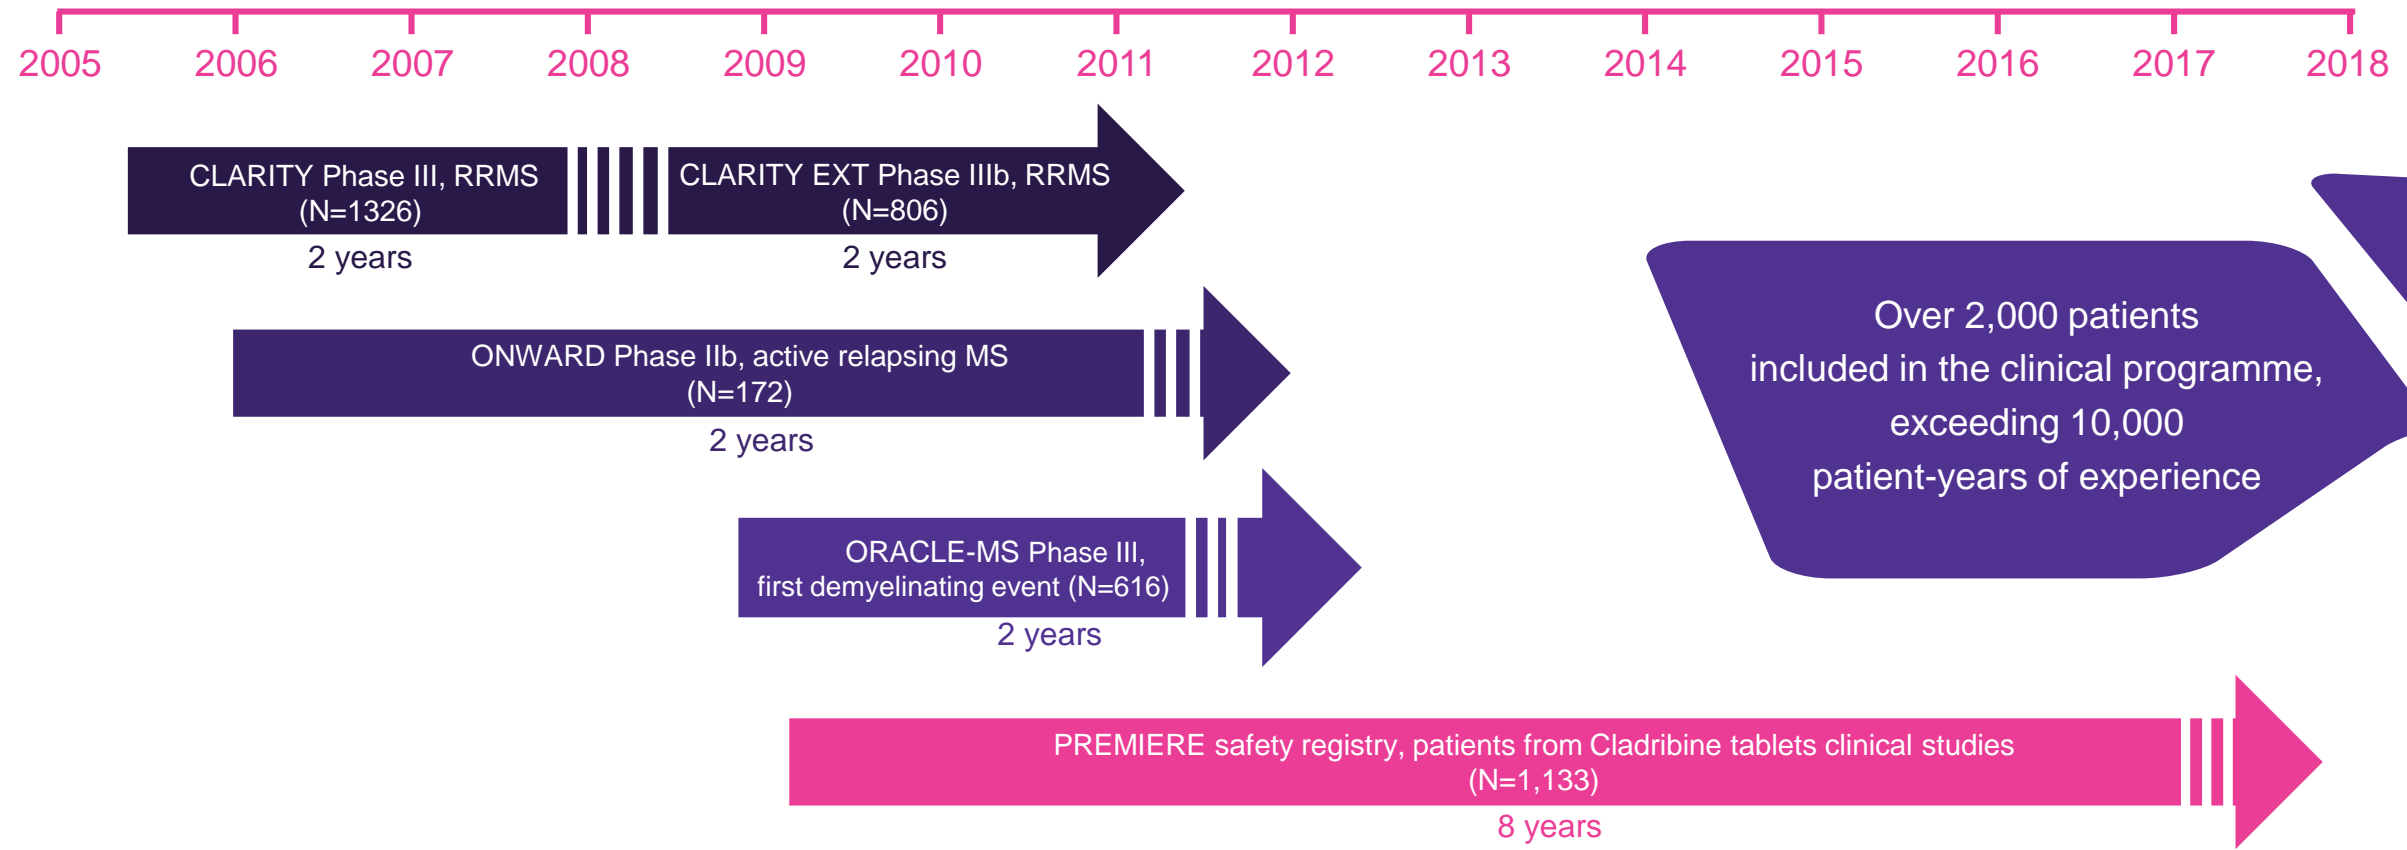 2005 2006 2007 2008 2009 2010 2011 2012 2013 2014 2015 2016 2017 2018
CLARITY Phase III, RRMS
(N=1326)
2 years
CLARITY EXT Phase IIIb, RRMS
(N=806)
2 years
ONWARD Phase IIb, active relapsing MS
(N=172)
2 years
Over 2,000 patients
included in the clinical programme,
exceeding 10,000
patient-years of experience
ORACLE-MS Phase III,
first demyelinating event (N=616)
2 years
PREMIERE safety registry, patients from Cladribine tablets clinical studies
(N=1,133)
8 years